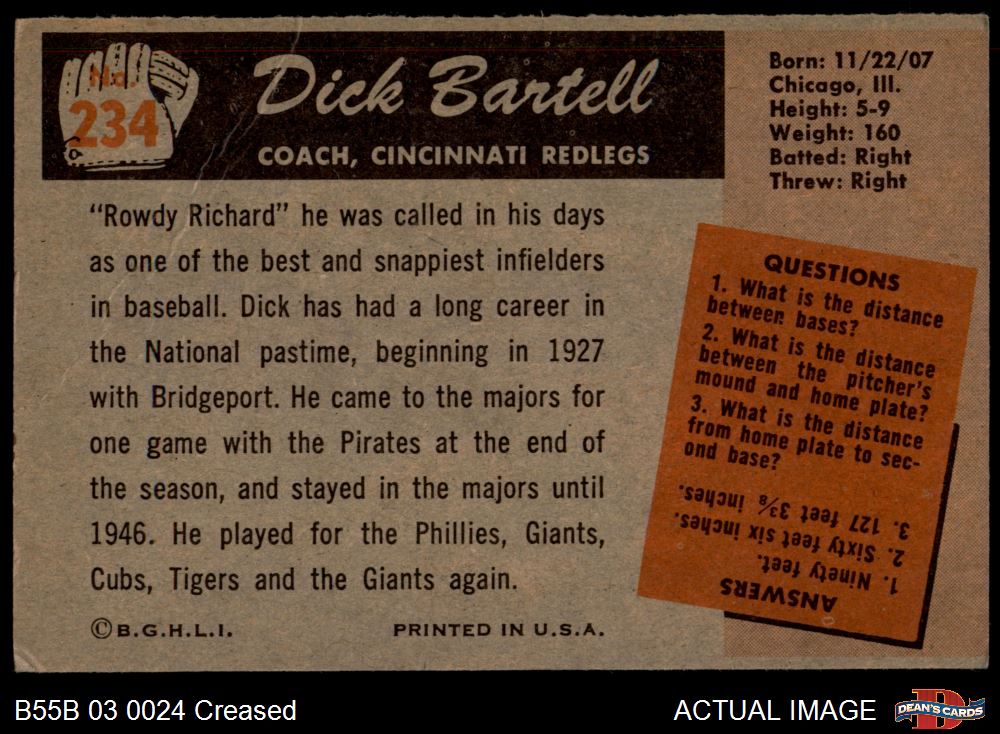 No.
234
Dick Bartell
COACH, CINCINNATI REDLEGS
Born: 11/22/07
Chicago, Ill.
Height: 5-9
Weight: 160
Batted: Right
Threw: Right
“Rowdy Richard” he was called in his days
as one of the best and snappiest infielders
in baseball. Dick has had a long career in
the National pastime, beginning in 1927
with Bridgeport. He came to the majors for
one game with the Pirates at the end of
the season, and stayed in the majors until
1946. He played for the Phillies, Giants,
Cubs, Tigers and the Giants again.
© B.G.H.L.I.
PRINTED IN U.S.A.
QUESTIONS
1. What is the distance
between bases?
2. What is the distance
between the pitcher's
mound and home plate?
3. What is the distance
from home plate to sec-
ond base?
ANSWERS
1. Ninety feet.
2. Sixty feet six inches.
3. 127 feet 3⅜ inches.
B55B 03 0024 Creased
ACTUAL IMAGE
DEAN'S CARDS